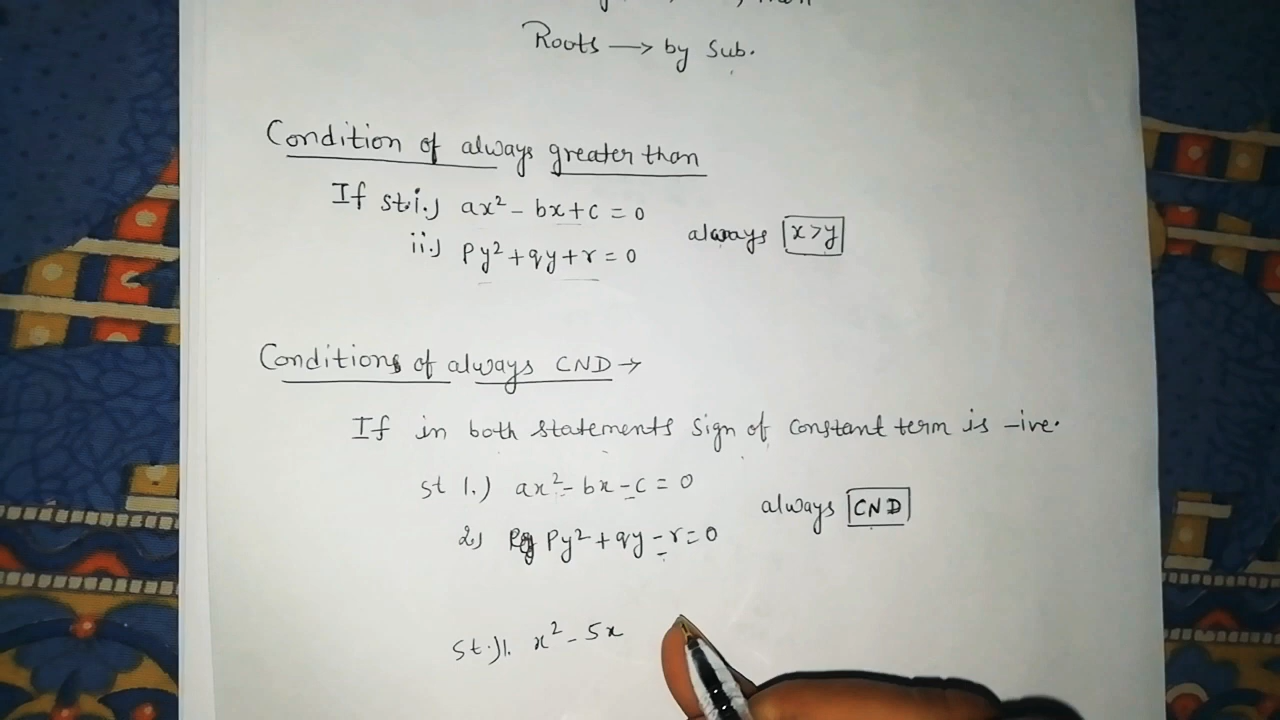 Roots → by Sub.
Condition of always greater than
If st i.) ax² - bx + c = 0
ii.) py² + qy + r = 0
always x>y
Conditions of always CND →
If in both statements sign of constant term is -ive.
st 1.) ax² - bx - c = 0
2.) Py² + qy - r = 0
always CND
St.)1. x² - 5x